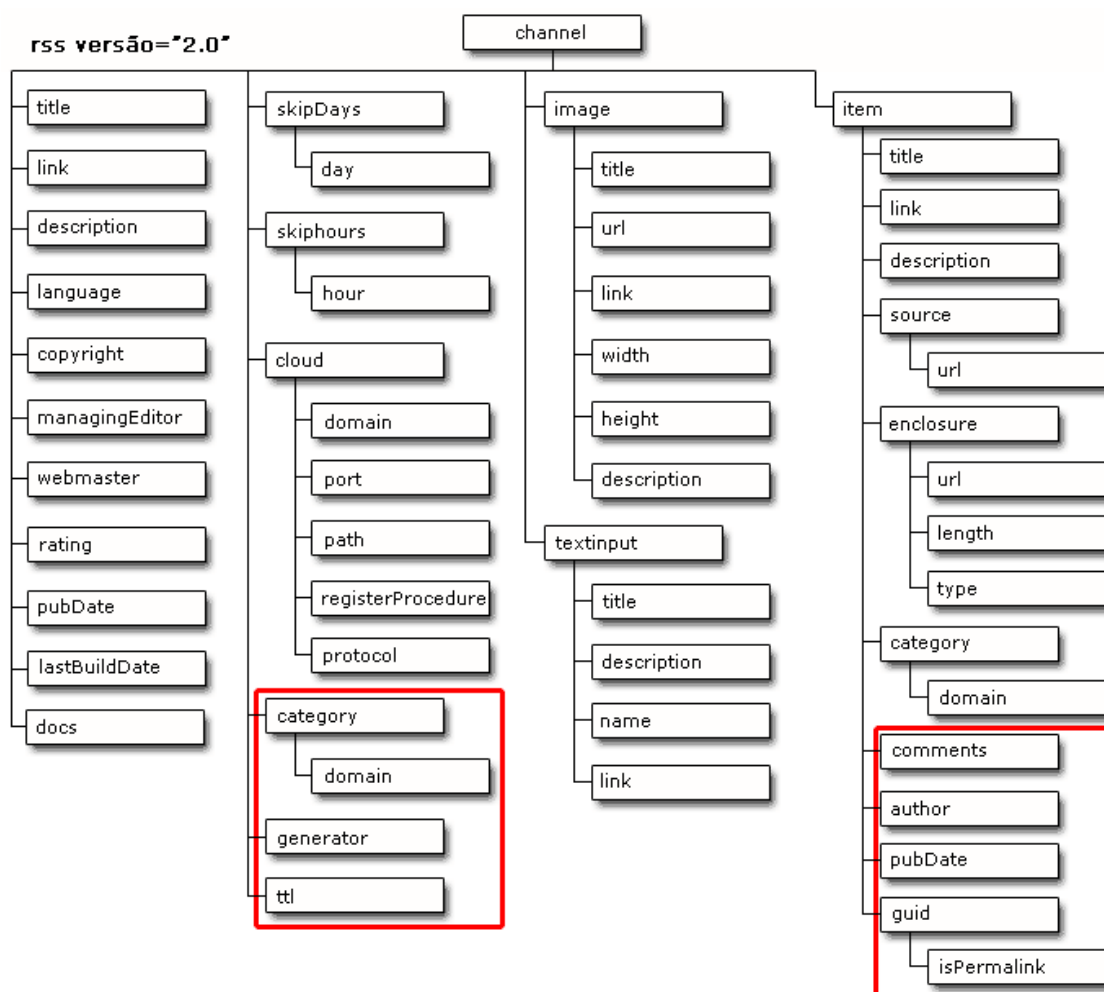 rss versão="2.0"
channel
title
link
description
language
copyright
managingEditor
webmaster
rating
pubDate
lastBuildDate
docs
skipDays
day
skiphours
hour
cloud
domain
port
path
registerProcedure
protocol
category
domain
generator
ttl
image
title
url
link
width
height
description
textinput
title
description
name
link
item
title
link
description
source
url
enclosure
url
length
type
category
domain
comments
author
pubDate
guid
isPermalink